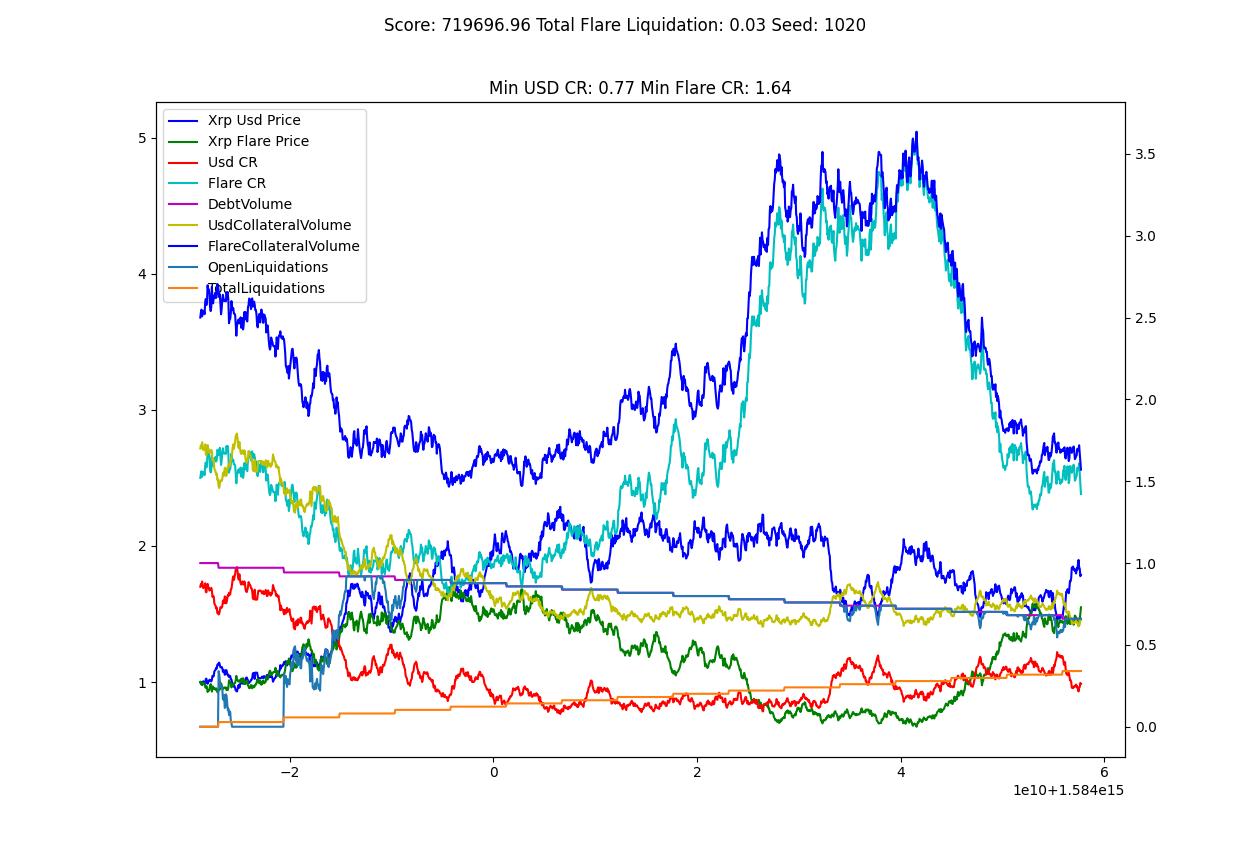 Score: 719696.96 Total Flare Liquidation: 0.03 Seed: 1020
Min USD CR: 0.77 Min Flare CR: 1.64
Xrp Usd Price
Xrp Flare Price
Usd CR
Flare CR
DebtVolume
UsdCollateralVolume
FlareCollateralVolume
OpenLiquidations
TotalLiquidations
5
4
3
2
1
3.5
3.0
2.5
2.0
1.5
1.0
0.5
0.0
−2
0
2
4
6
1e10+1.584e15